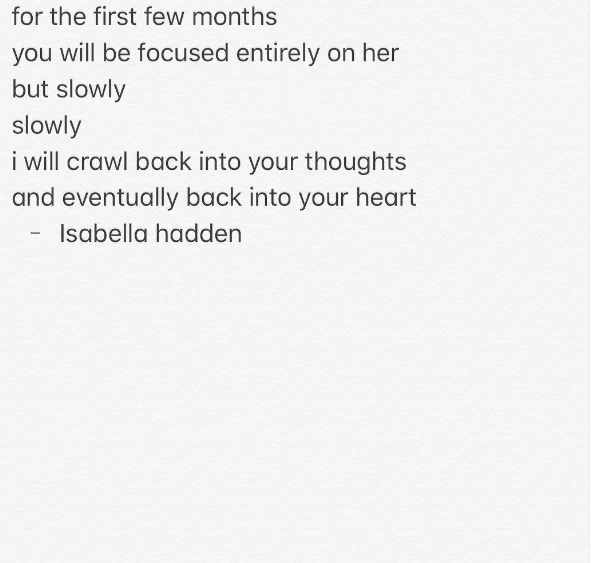 for the first few months
you will be focused entirely on her
but slowly
slowly
i will crawl back into your thoughts
and eventually back into your heart
– Isabella hadden